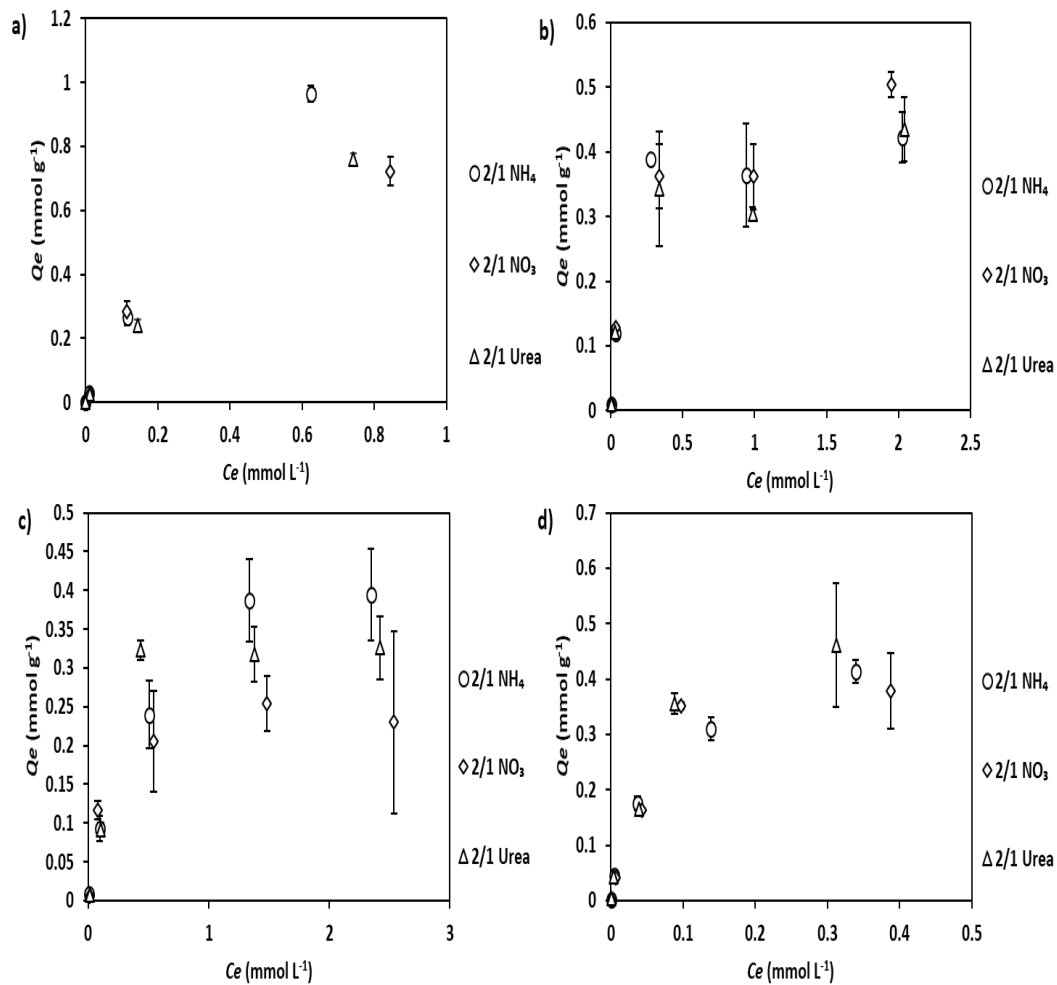 a)
1.2
1
0.8
0.6
0.4
0.2
0
Qe (mmol g⁻¹)
0 0.2 0.4 0.6 0.8 1
Ce (mmol L⁻¹)
2/1 NH₄
2/1 NO₃
2/1 Urea
b)
0.6
0.5
0.4
0.3
0.2
0.1
0
Qe (mmol g⁻¹)
0 0.5 1 1.5 2 2.5
Ce (mmol L⁻¹)
2/1 NH₄
2/1 NO₃
2/1 Urea
c)
0.5
0.45
0.4
0.35
0.3
0.25
0.2
0.15
0.1
0.05
0
Qe (mmol g⁻¹)
0 1 2 3
Ce (mmol L⁻¹)
2/1 NH₄
2/1 NO₃
2/1 Urea
d)
0.7
0.6
0.5
0.4
0.3
0.2
0.1
0
Qe (mmol g⁻¹)
0 0.1 0.2 0.3 0.4 0.5
Ce (mmol L⁻¹)
2/1 NH₄
2/1 NO₃
2/1 Urea